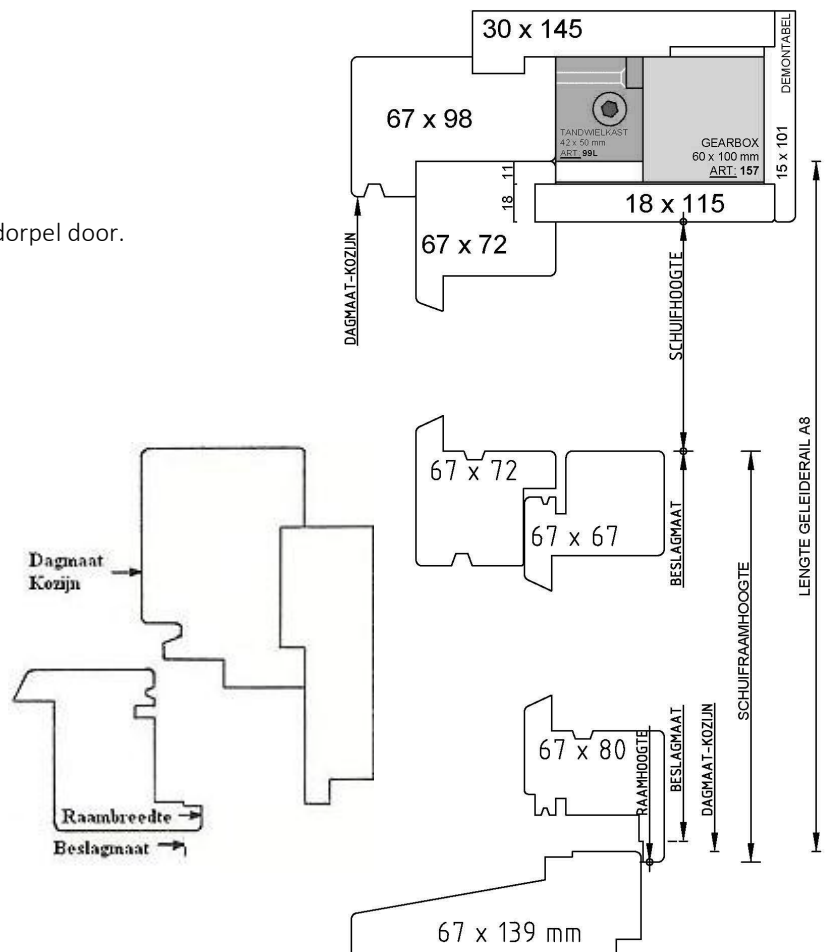 30 x 145
DEMONTABEL
67 x 98
TANDWIELKAST
42 x 50 mm
ART: 99L
GEARBOX
60 x 100 mm
ART: 157
15 x 101
11
18
18 x 115
dorpel door.
67 x 72
DAGMAAT-KOZIJN
SCHUIFHOOGTE
LENGTE GELEIDERAIL A8
67 x 72
67 x 67
BESLAGMAAT
SCHUIFRAAMHOOGTE
Dagmaat
Kozijn
67 x 80
RAAMHOOGTE
BESLAGMAAT
DAGMAAT-KOZIJN
Raambreedte
Beslagmaat
67 x 139 mm